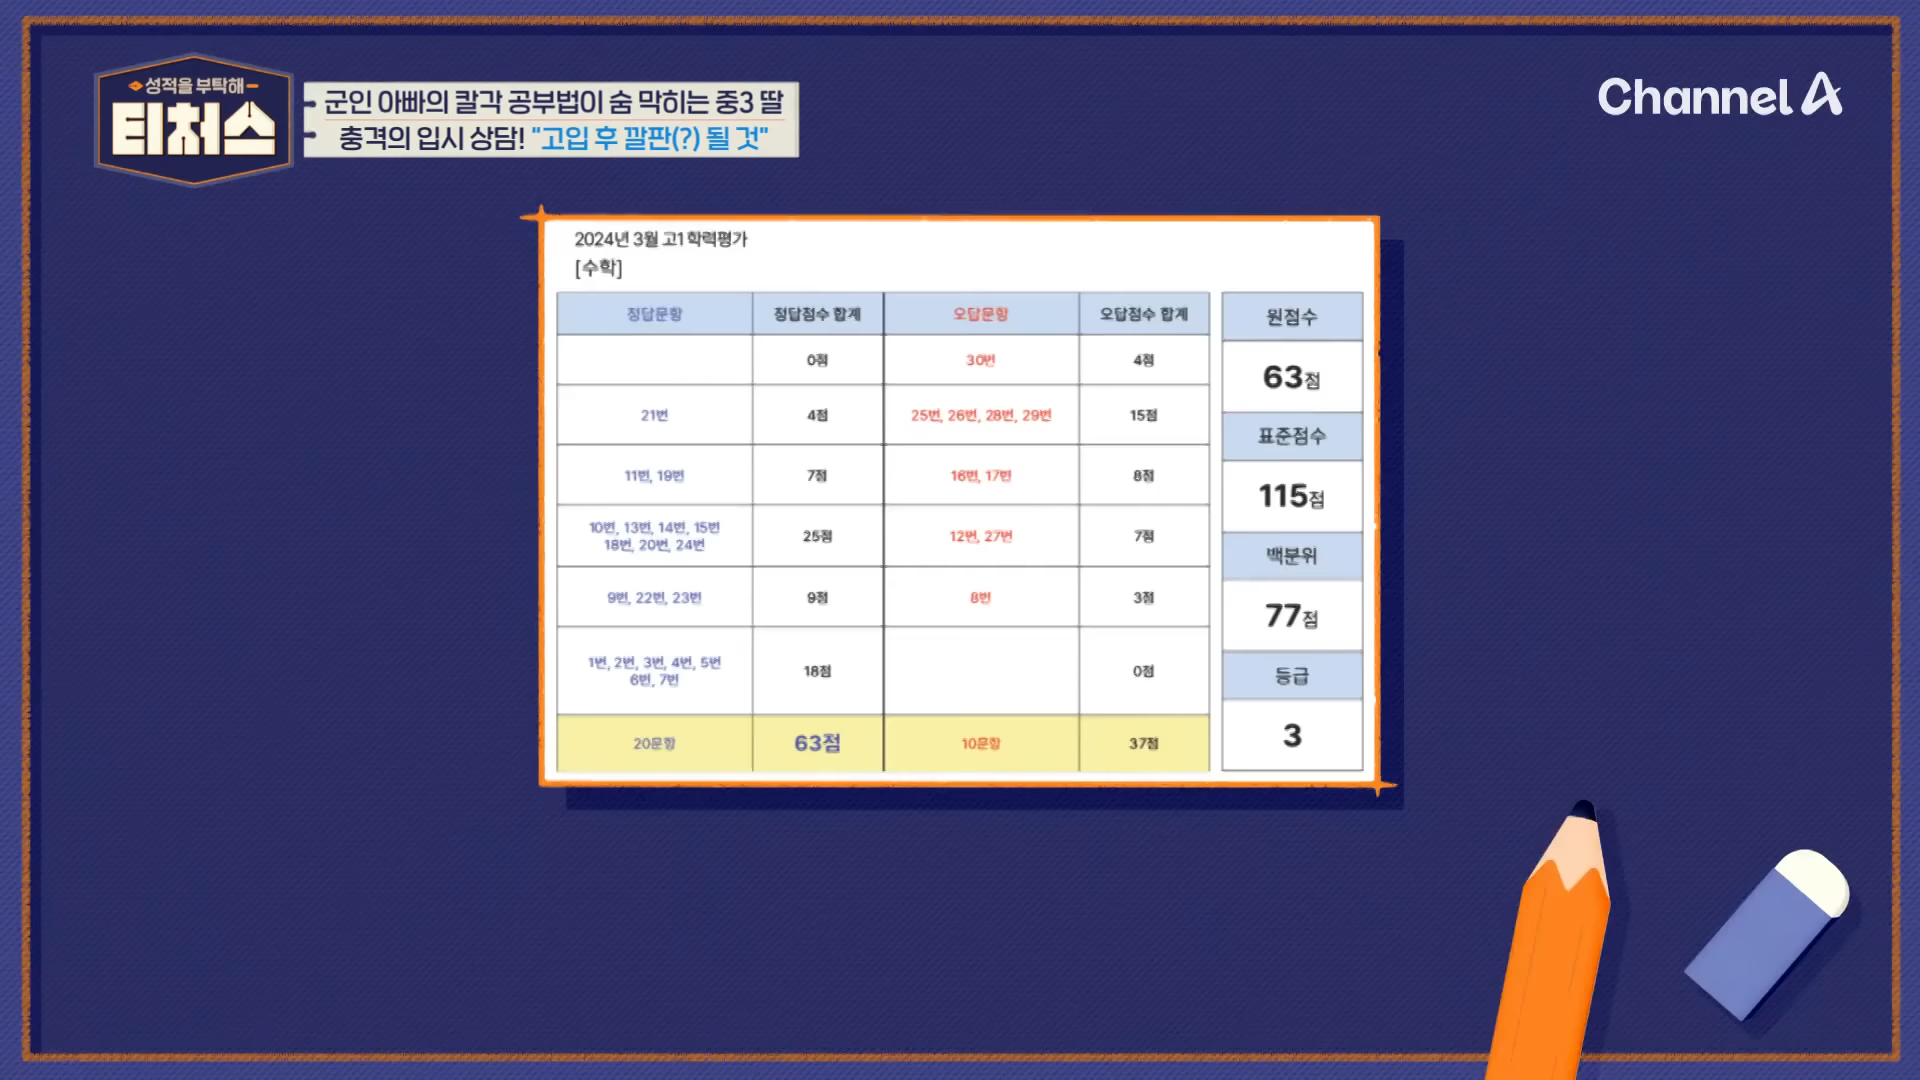 성적을 부탁해
티처스
군인 아빠의 칼각 공부법이 숨 막히는 중3 딸
충격의 입시 상담! "고입 후 깔판(?) 될 것"
Channel A
2024년 3월 고1 학력평가
[수학]
정답문항 정답점수 합계 오답문항 오답점수 합계
0점 30번 4점
21번 4점 25번, 26번, 28번, 29번 15점
11번, 19번 7점 16번, 17번 8점
10번, 13번, 14번, 15번
18번, 20번, 24번 25점 12번, 27번 7점
9번, 22번, 23번 9점 8번 3점
1번, 2번, 3번, 4번, 5번
6번, 7번 18점 0점
20문항 63점 10문항 37점
원점수
63점
표준점수
115점
백분위
77점
등급
3